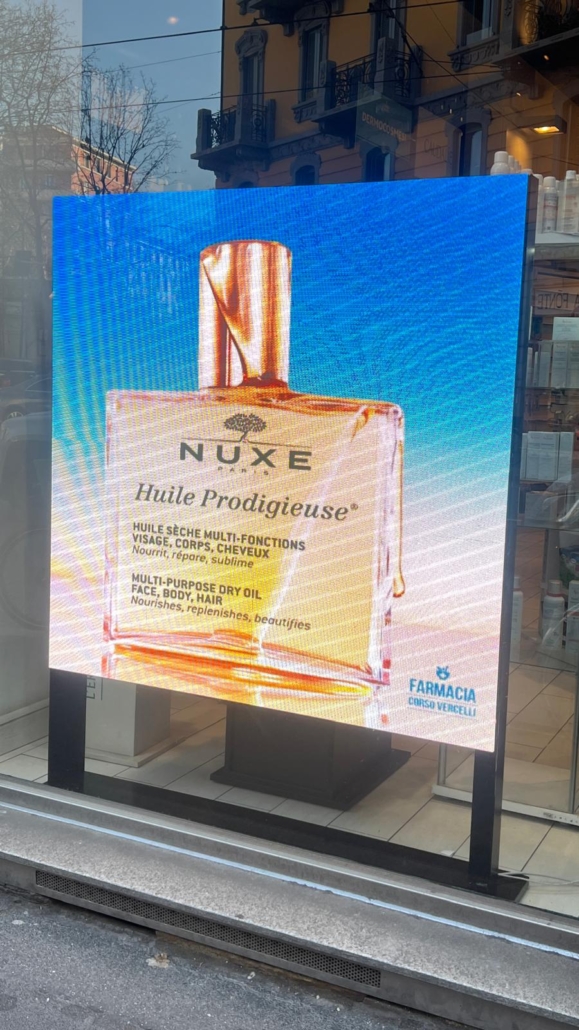 DERMOCOSM
NUXE
PARIS
Huile Prodigieuse®
HUILE SÈCHE MULTI-FONCTIONS
VISAGE, CORPS, CHEVEUX
Nourrit, répare, sublime
MULTI-PURPOSE DRY OIL
FACE, BODY, HAIR
Nourishes, replenishes, beautifies
FARMACIA
CORSO VERCELLI